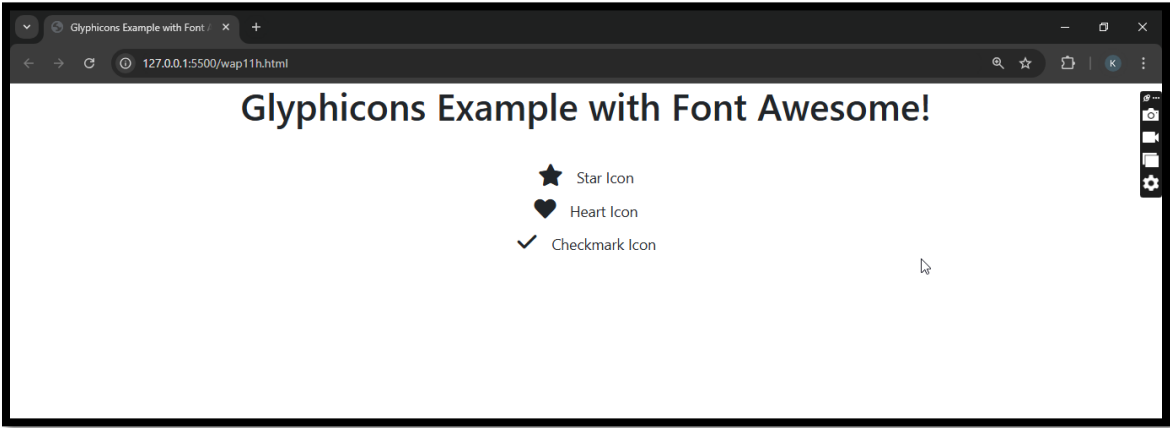 Glyphicons Example with Font A
127.0.0.1:5500/wap11h.html
K
Glyphicons Example with Font Awesome!
Star Icon
Heart Icon
Checkmark Icon